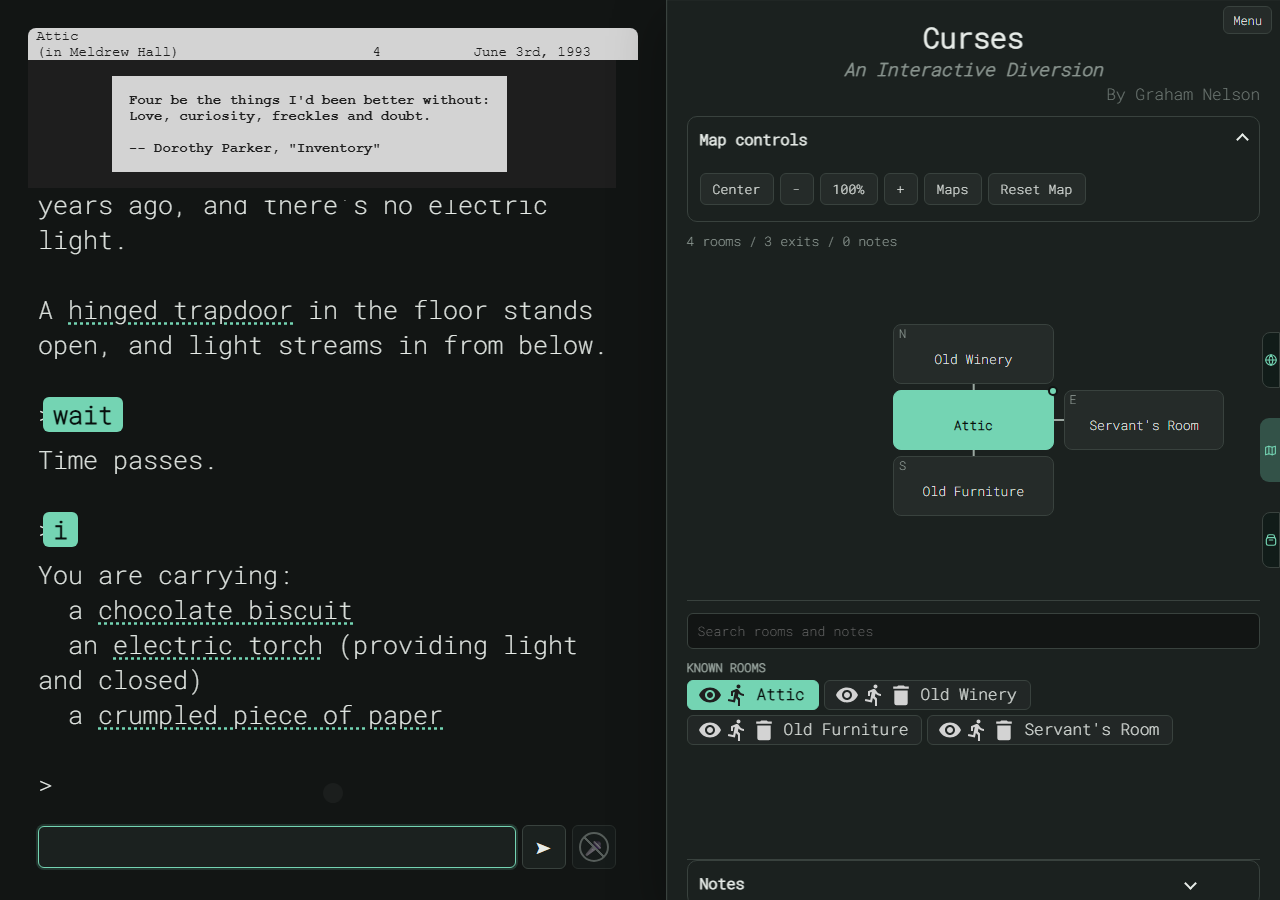 Attic
(in Meldrew Hall) 4 June 3rd, 1993
Four be the things I'd been better without:
Love, curiosity, freckles and doubt.
-- Dorothy Parker, "Inventory"
years ago, and there's no electric
light.
A hinged trapdoor in the floor stands
open, and light streams in from below.
>wait
Time passes.
>i
You are carrying:
a chocolate biscuit
an electric torch (providing light
and closed)
a crumpled piece of paper
>
Menu
Curses
An Interactive Diversion
By Graham Nelson
Map controls
Center - 100% + Maps Reset Map
4 rooms / 3 exits / 0 notes
N
Old Winery
Attic
E
Servant's Room
S
Old Furniture
Search rooms and notes
KNOWN ROOMS
Attic Old Winery
Old Furniture Servant's Room
Notes